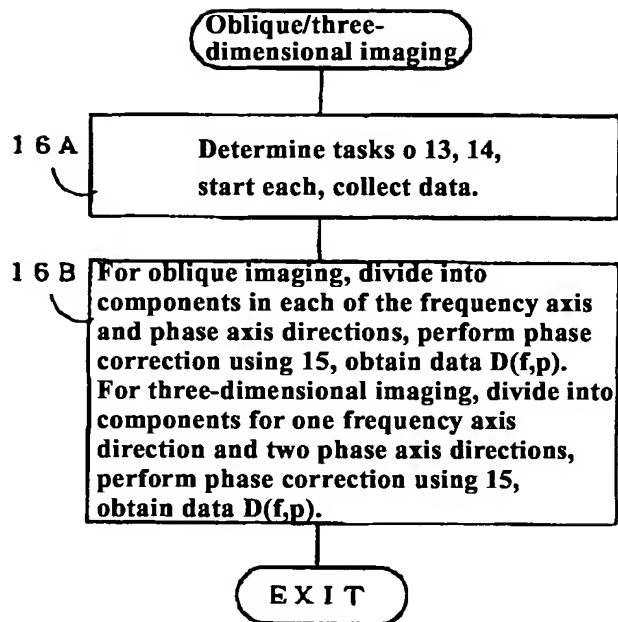 Oblique/three-
dimensional imaging
16A
Determine tasks o 13, 14,
start each, collect data.
16B
For oblique imaging, divide into
components in each of the frequency axis
and phase axis directions, perform phase
correction using 15, obtain data D(f,p).
For three-dimensional imaging, divide into
components for one frequency axis
direction and two phase axis directions,
perform phase correction using 15,
obtain data D(f,p).
EXIT